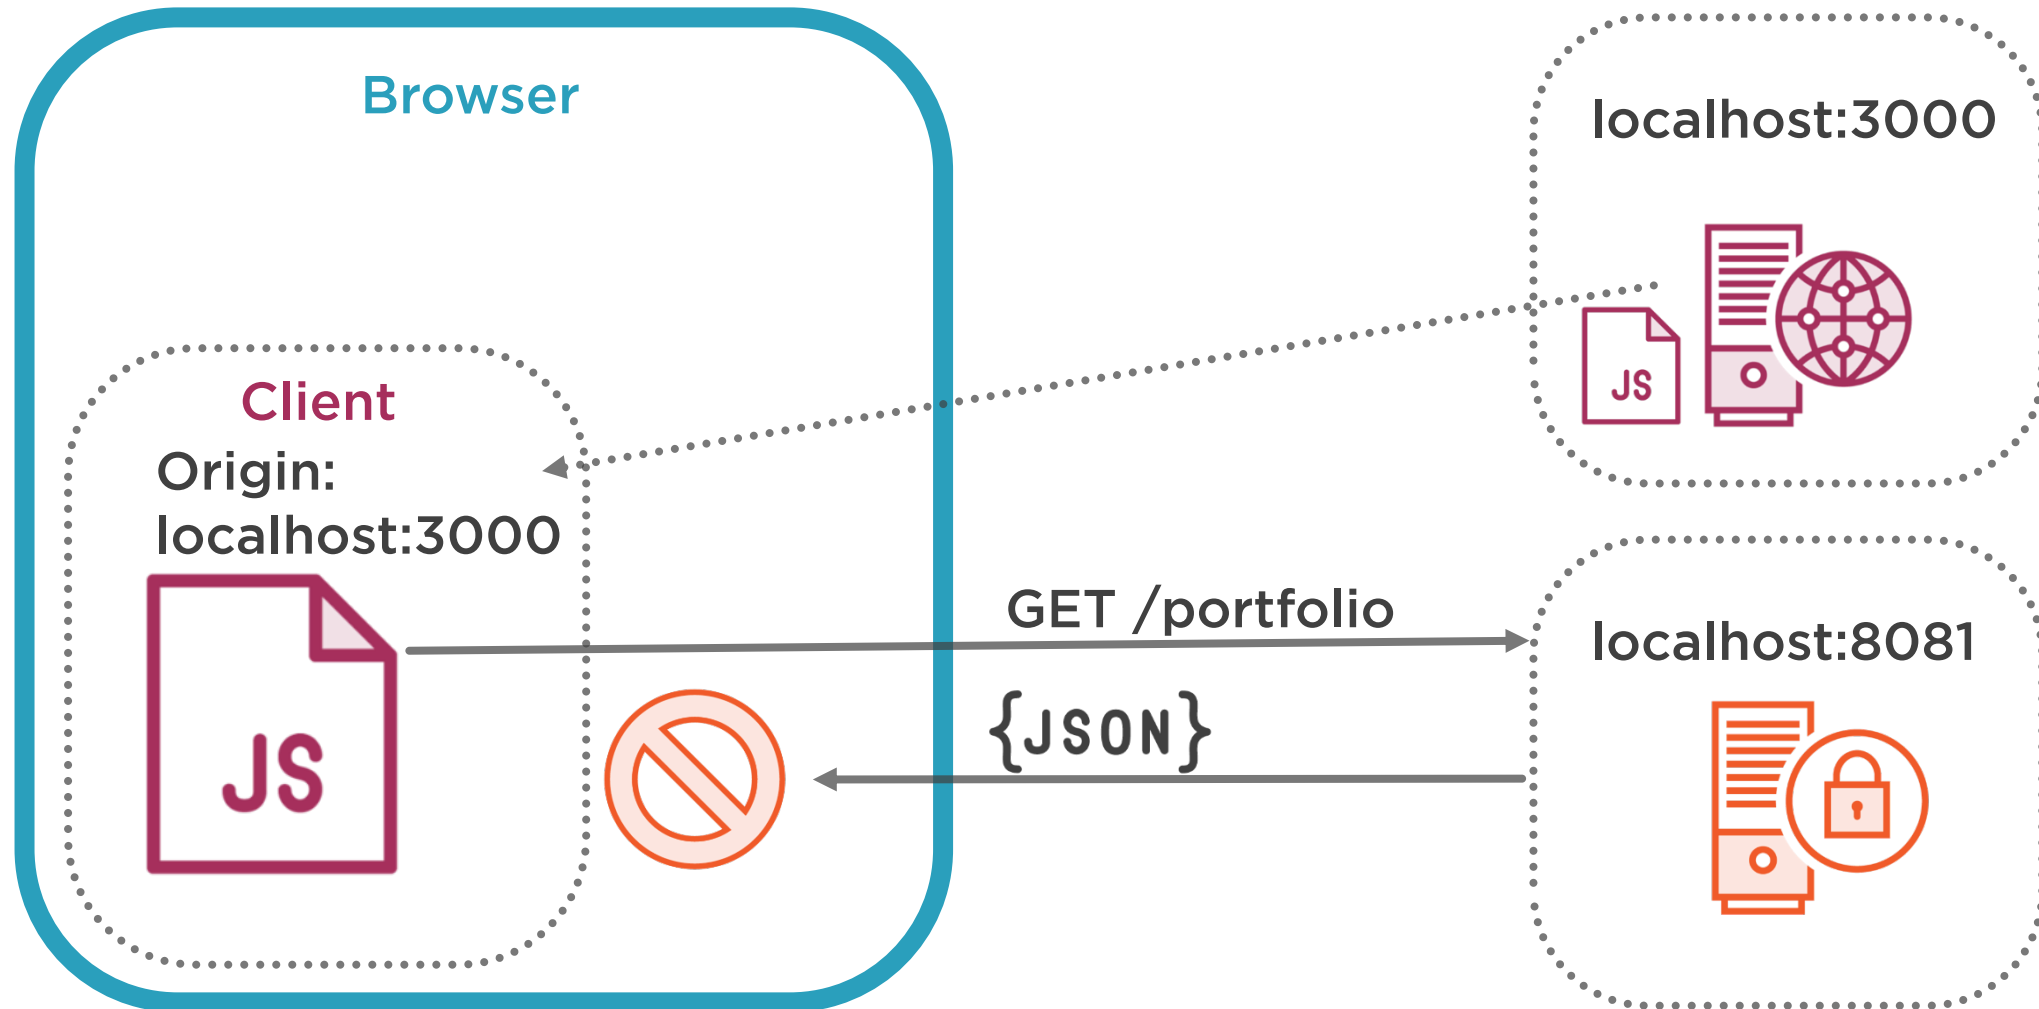 Browser
localhost:3000
JS
Client
Origin:
localhost:3000
JS
GET /portfolio
{JSON}
localhost:8081